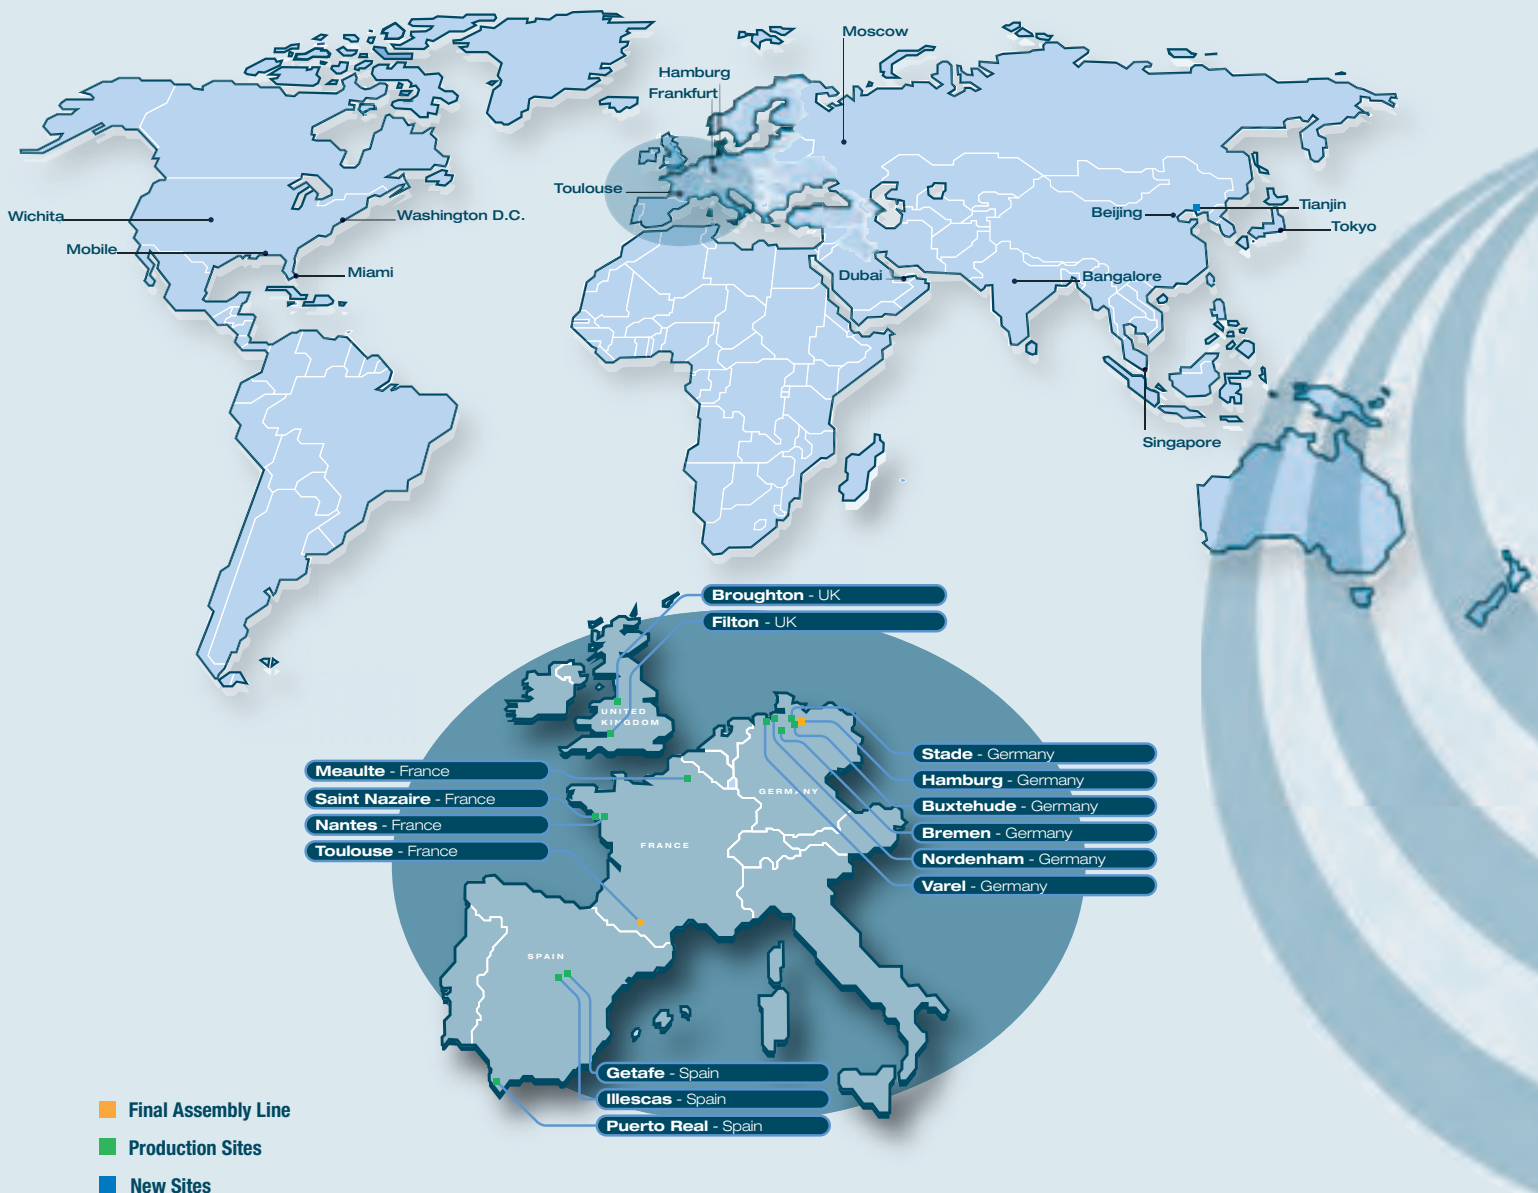 Moscow
Hamburg
Frankfurt
Toulouse
Wichita
Washington D.C.
Mobile
Miami
Beijing
Tianjin
Tokyo
Dubai
Bangalore
Singapore
Broughton - UK
Filton - UK
UNITED
KINGDOM
Meaulte - France
Saint Nazaire - France
Nantes - France
Toulouse - France
Stade - Germany
Hamburg - Germany
Buxtehude - Germany
Bremen - Germany
Nordenham - Germany
Varel - Germany
GERMANY
FRANCE
SPAIN
Getafe - Spain
Illescas - Spain
Puerto Real - Spain
Final Assembly Line
Production Sites
New Sites